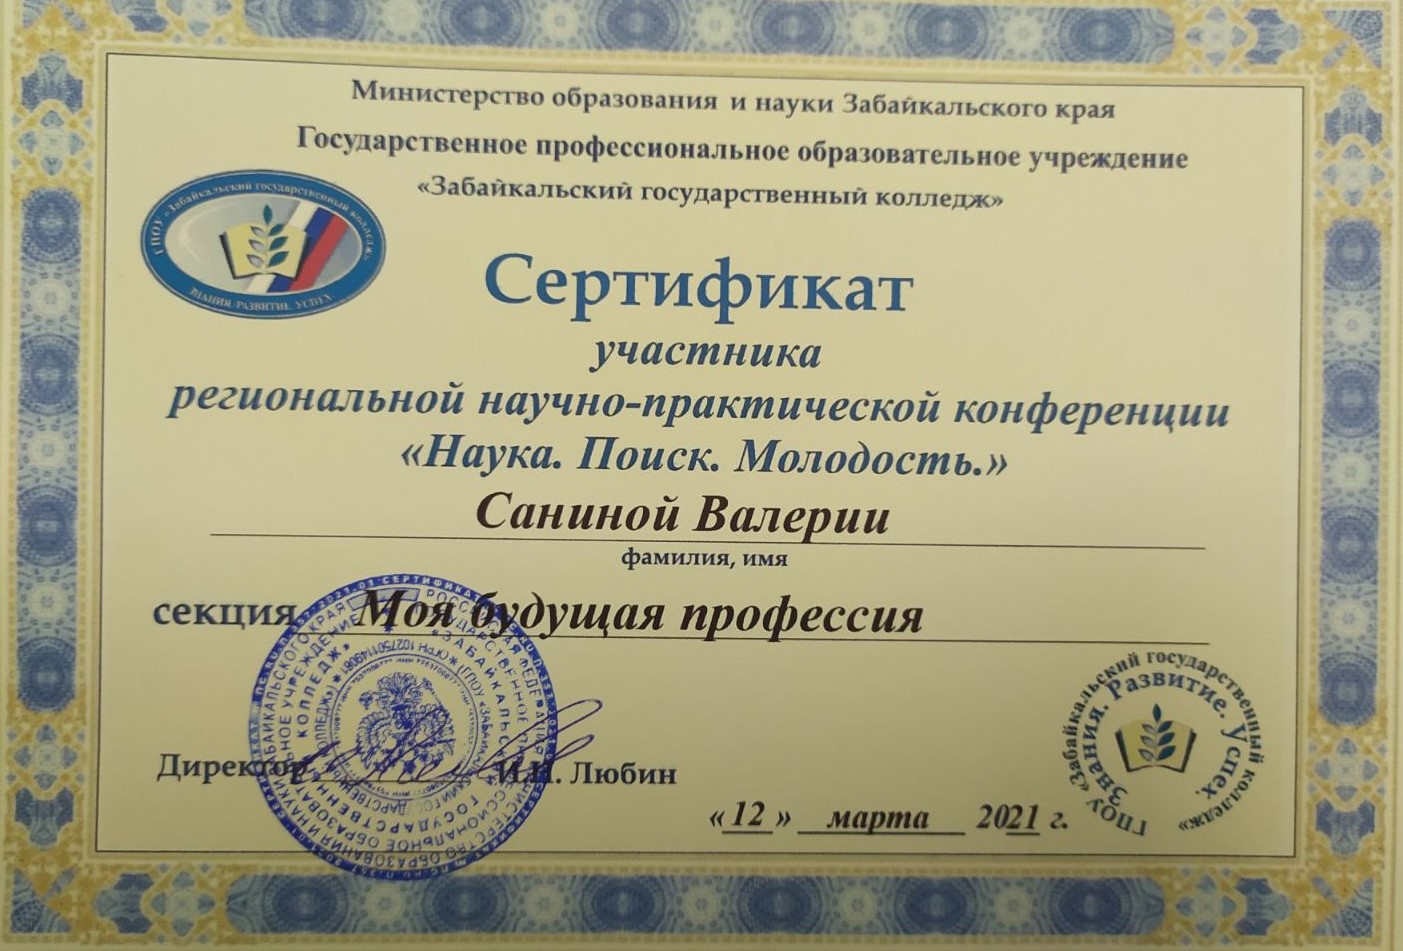 Министерство образования и науки Забайкальского края
Государственное профессиональное образовательное учреждение
«Забайкальский государственный колледж»
ГПОУ «Забайкальский государственный колледж»
ЗНАНИЯ. РАЗВИТИЕ. УСПЕХ.
Сертификат
участника
региональной научно-практической конференции
«Наука. Поиск. Молодость.»
Саниной Валерии
фамилия, имя
секция Моя будущая профессия
Директор И.И. Любин
«12» марта 2021 г.
Гпоу «Забайкальский государственный колледж»
Знания. Развитие. Успех.